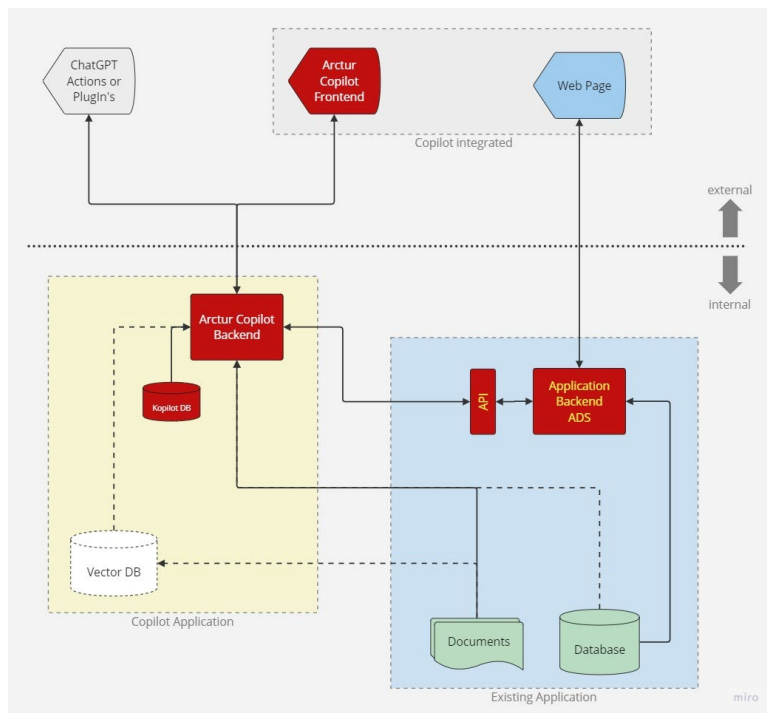 ChatGPT
Actions or
PlugIn's
Arctur
Copilot
Frontend
Web Page
Copilot integrated
external
internal
Arctur Copilot
Backend
Kopilot DB
API
Application
Backend
ADS
Vector DB
Copilot Application
Documents
Database
Existing Application
miro